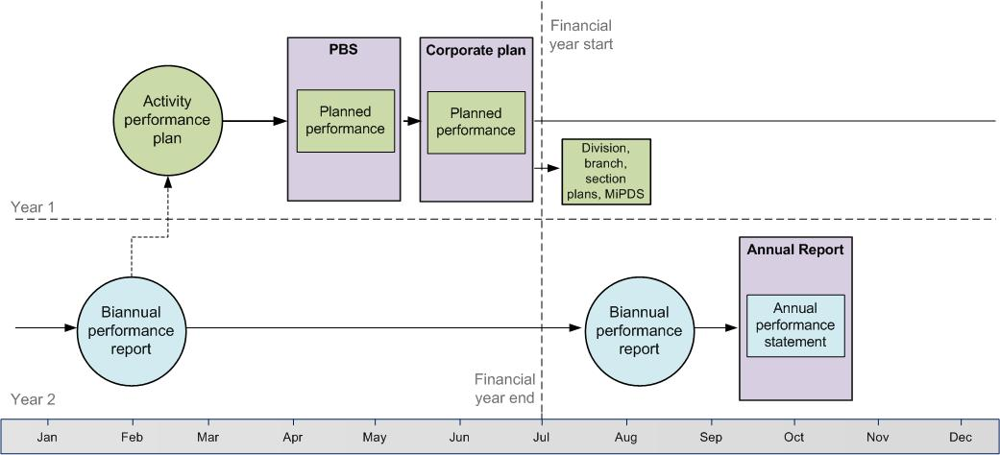 Financial
year start
PBS
Corporate plan
Activity
performance
plan
Planned
performance
Planned
performance
Division,
branch,
section
plans, MiPDS
Year 1
Annual Report
Biannual
performance
report
Biannual
performance
report
Annual
performance
statement
Financial
year end
Year 2
Jan Feb Mar Apr May Jun Jul Aug Sep Oct Nov Dec